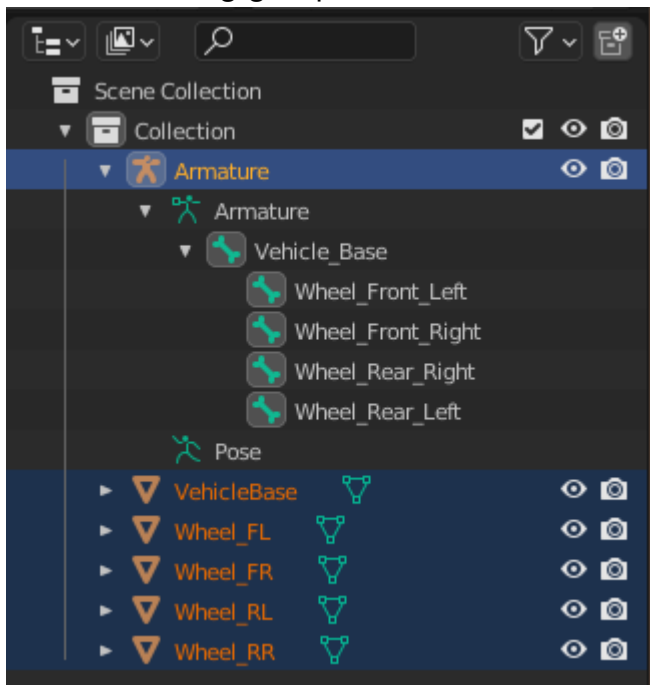 Scene Collection
Collection
Armature
Armature
Vehicle_Base
Wheel_Front_Left
Wheel_Front_Right
Wheel_Rear_Right
Wheel_Rear_Left
Pose
VehicleBase
Wheel_FL
Wheel_FR
Wheel_RL
Wheel_RR